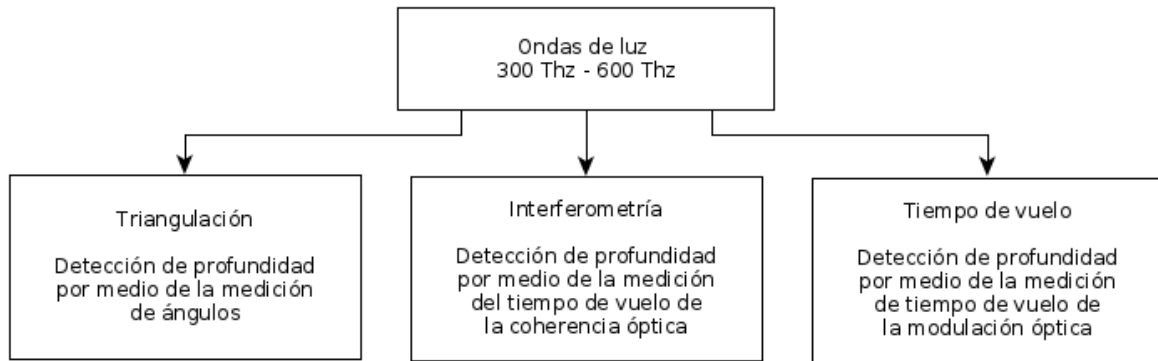 Ondas de luz
300 Thz - 600 Thz
Triangulación
Detección de profundidad
por medio de la medición
de ángulos
Interferometría
Detección de profundidad
por medio de la medición
del tiempo de vuelo de
la coherencia óptica
Tiempo de vuelo
Detección de profundidad
por medio de la medición
de tiempo de vuelo de
la modulación óptica